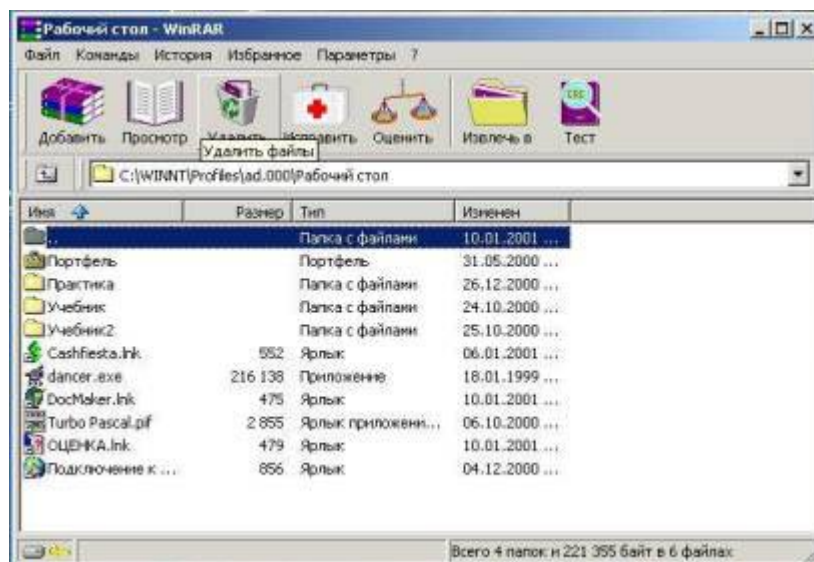 Рабочий стол - WinRAR
Файл Команды История Избранное Параметры ?
Добавить Просмотр Удалить Исправить Оценить Извлечь в Тест
Удалить файлы
C:\WINNT\Profiles\ad.000\Рабочий стол
Имя Размер Тип Изменен
.. Папка с файлами 10.01.2001 ...
Портфель Портфель 31.05.2000 ...
Практика Папка с файлами 26.12.2000 ...
Учебник Папка с файлами 24.10.2000 ...
Учебник2 Папка с файлами 25.10.2000 ...
Cashfiesta.lnk 552 Ярлык 06.01.2001 ...
dancer.exe 216 138 Приложение 18.01.1999 ...
DocMaker.lnk 475 Ярлык 10.01.2001 ...
Turbo Pascal.pif 2 855 Ярлык приложени... 06.10.2000 ...
ОЦЕНКА.lnk 479 Ярлык 10.01.2001 ...
Подключение к ... 856 Ярлык 04.12.2000 ...
Всего 4 папок и 221 355 байт в 6 файлах